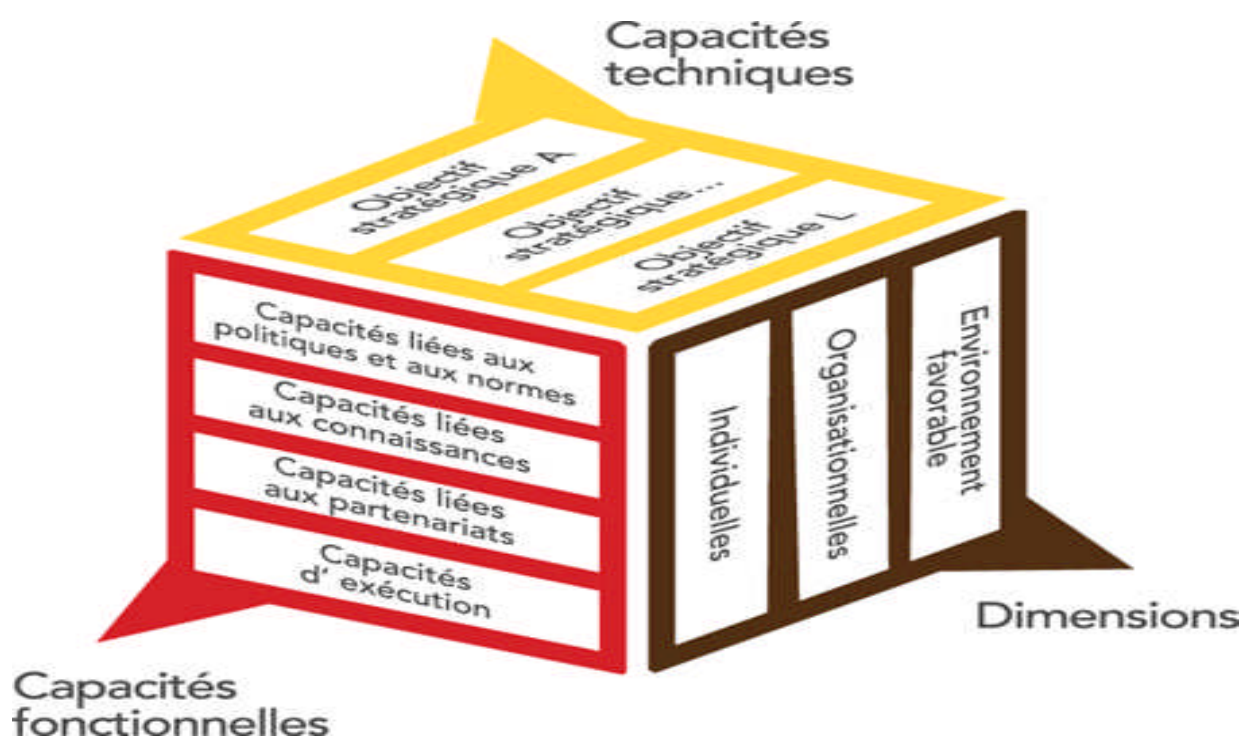 Capacités
techniques
Objectif
stratégique A
Objectif
stratégique ...
Objectif
stratégique L
Capacités liées aux
politiques et aux normes
Capacités liées
aux connaissances
Capacités liées
aux partenariats
Capacités
d' exécution
Individuelles
Organisationnelles
Environnement
favorable
Dimensions
Capacités
fonctionnelles